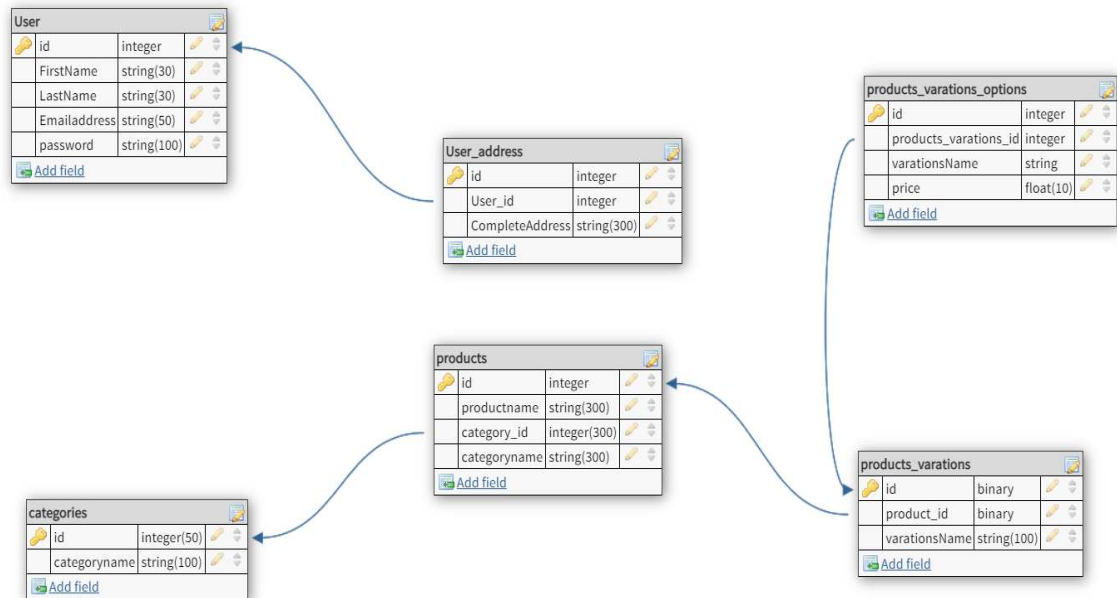 User
id integer
FirstName string(30)
LastName string(30)
Emailaddress string(50)
password string(100)
Add field
User_address
id integer
User_id integer
CompleteAddress string(300)
Add field
products_varations_options
id integer
products_varations_id integer
varationsName string
price float(10)
Add field
products
id integer
productname string(300)
category_id integer(300)
categoryname string(300)
Add field
categories
id integer(50)
categoryname string(100)
Add field
products_varations
id binary
product_id binary
varationsName string(100)
Add field